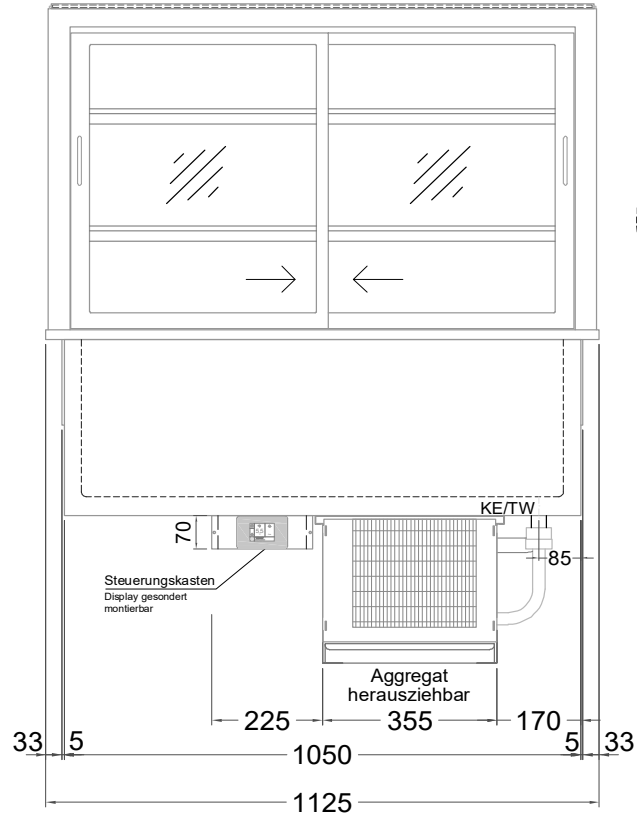 KE/TW
70
85
Steuerungskasten
Display gesondert
montierbar
Aggregat
herausziehbar
225
355
170
33
5
1050
5
33
1125